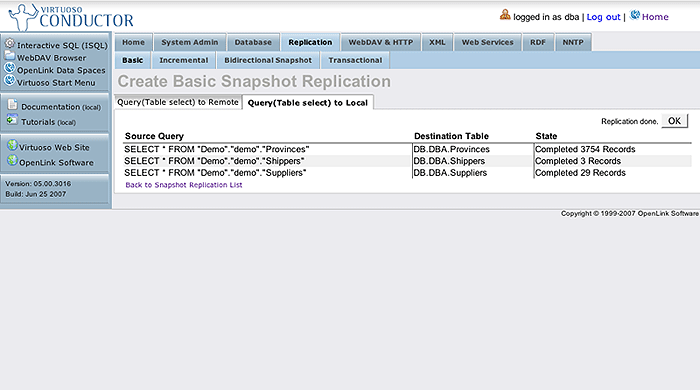 VIRTUOSO
CONDUCTOR
logged in as dba | Log out | Home
Interactive SQL (ISQL)
WebDAV Browser
OpenLink Data Spaces
Virtuoso Start Menu
Documentation (local)
Tutorials (local)
Virtuoso Web Site
OpenLink Software
Version: 05.00.3016
Build: Jun 25 2007
Home System Admin Database Replication WebDAV & HTTP XML Web Services RDF NNTP
Basic Incremental Bidirectional Snapshot Transactional
Create Basic Snapshot Replication
Query(Table select) to Remote Query(Table select) to Local
Replication done. OK
Source Query Destination Table State
SELECT * FROM "Demo"."demo"."Provinces" DB.DBA.Provinces Completed 3754 Records
SELECT * FROM "Demo"."demo"."Shippers" DB.DBA.Shippers Completed 3 Records
SELECT * FROM "Demo"."demo"."Suppliers" DB.DBA.Suppliers Completed 29 Records
Back to Snapshot Replication List
Copyright © 1999-2007 OpenLink Software